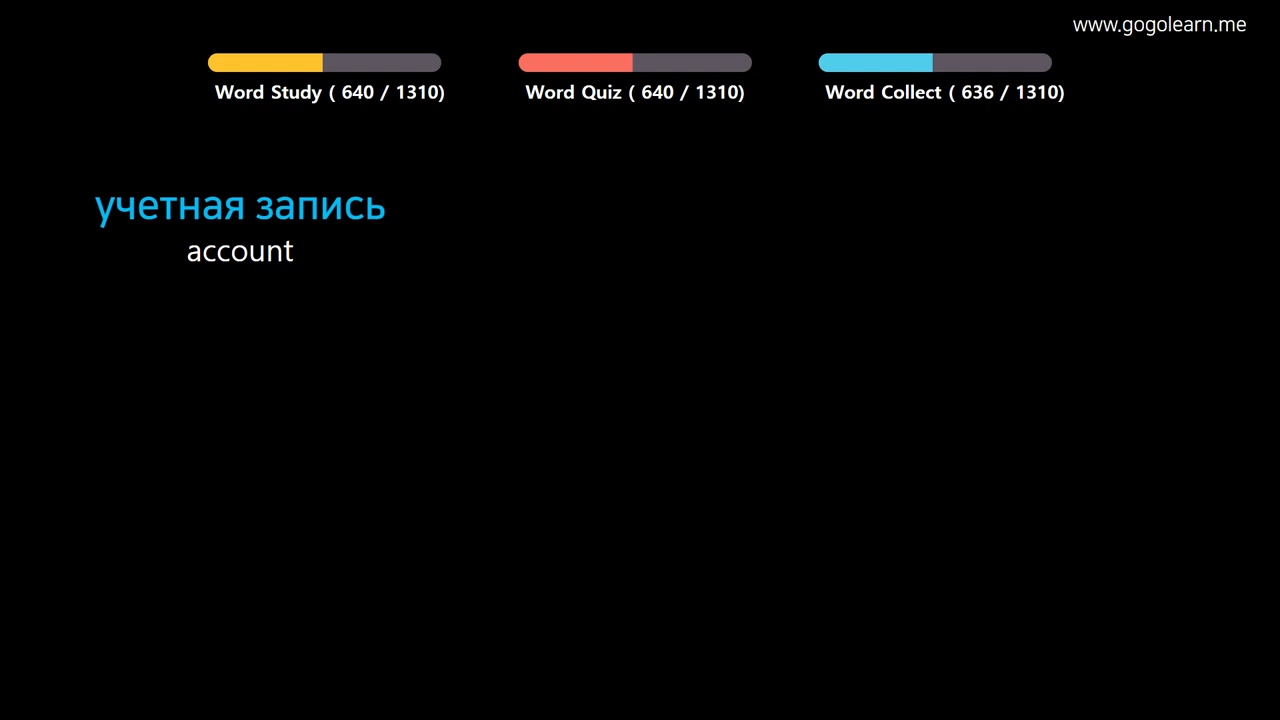 www.gogolearn.me
Word Study ( 640 / 1310)
Word Quiz ( 640 / 1310)
Word Collect ( 636 / 1310)
учетная запись
account